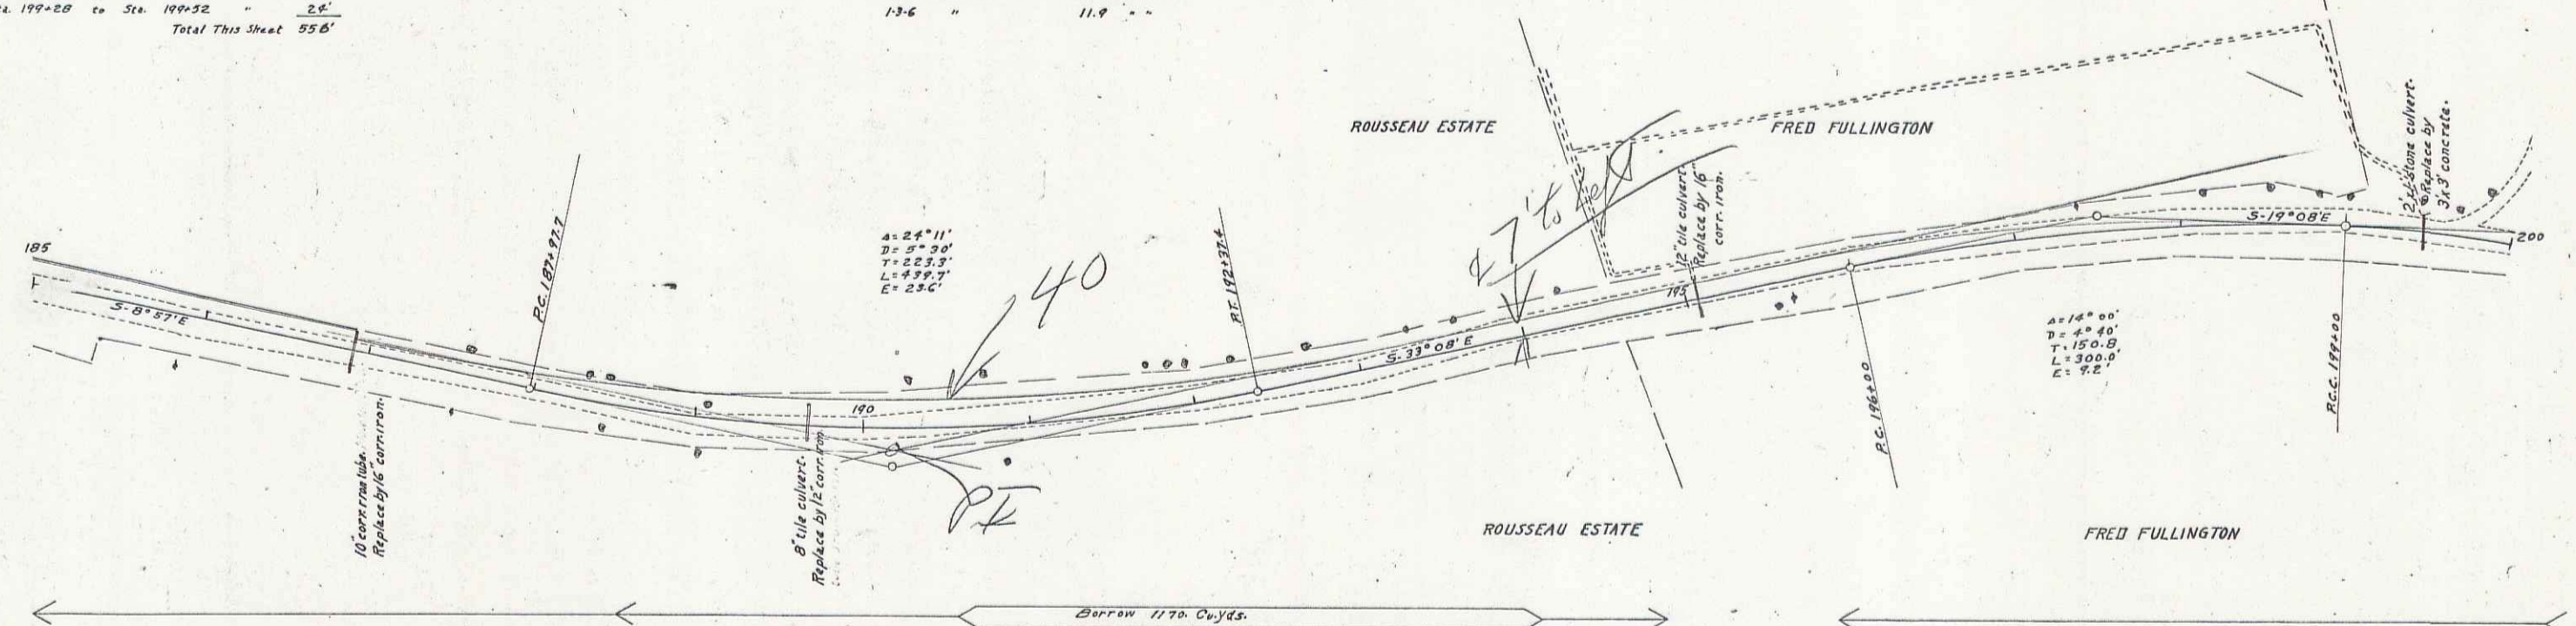 Sta. 199+28 to Sta. 199+52 " 24'
Total This Sheet 556'
1-3-6 " 11.9 " "
ROUSSEAU ESTATE
FRED FULLINGTON
2'x2' Stone culvert.
Replace by
3'x3' concrete.
185
S-8°57'E
P.C. 187+97.7
Δ= 24°11'
D= 5°30'
T= 223.3'
L= 439.7'
E= 23.6'
40
P.T. 192+37.4
27' to
12" tile culvert.
Replace by 16"
corr. iron.
195
S-33°08'E
S-19°08'E
200
190
10" corr. iron tube.
Replace by 16" corr. iron.
8" tile culvert.
Replace by 12" corr. iron.
P.C. 196+00
Δ= 14°00'
D= 4°40'
T= 150.8
L= 300.0'
E= 9.2'
P.C.C. 199+00
ROUSSEAU ESTATE
FRED FULLINGTON
Borrow 1170. Cu.yds.